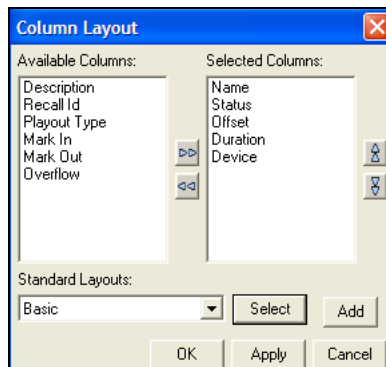 Column Layout
Available Columns:
Description
Recall Id
Playout Type
Mark In
Mark Out
Overflow
Selected Columns:
Name
Status
Offset
Duration
Device
Standard Layouts:
Basic
Select
Add
OK
Apply
Cancel